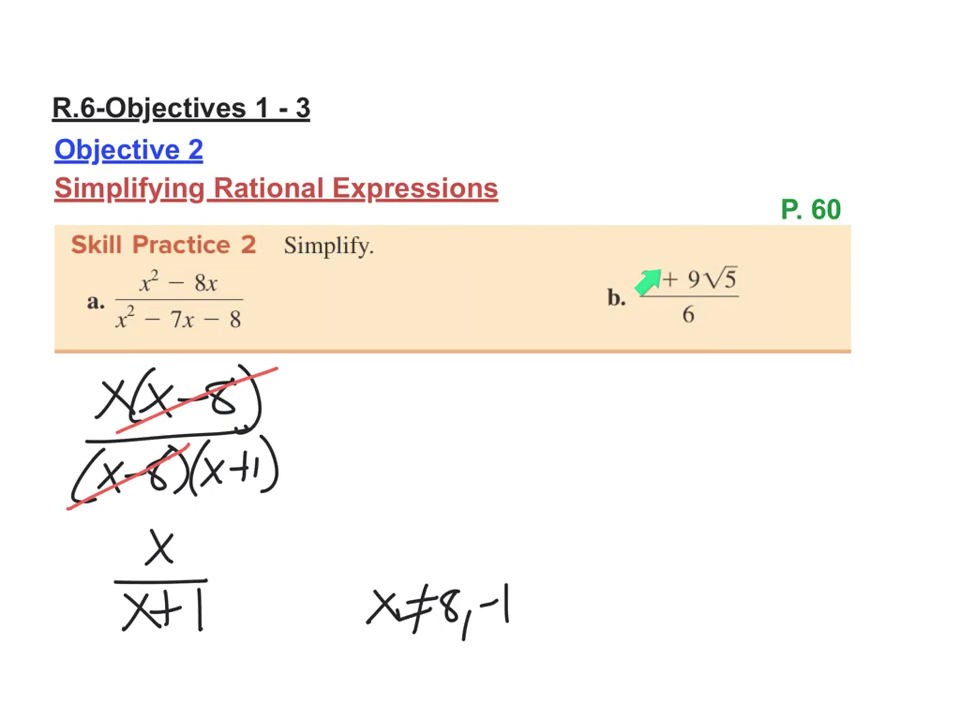 R.6-Objectives 1 - 3
Objective 2
Simplifying Rational Expressions
P. 60
Skill Practice 2 Simplify.
a. x² − 8x / x² − 7x − 8
b. + 9√5 / 6
x(x−8)
(x−8)(x+1)
x
x+1
x≠8,-1